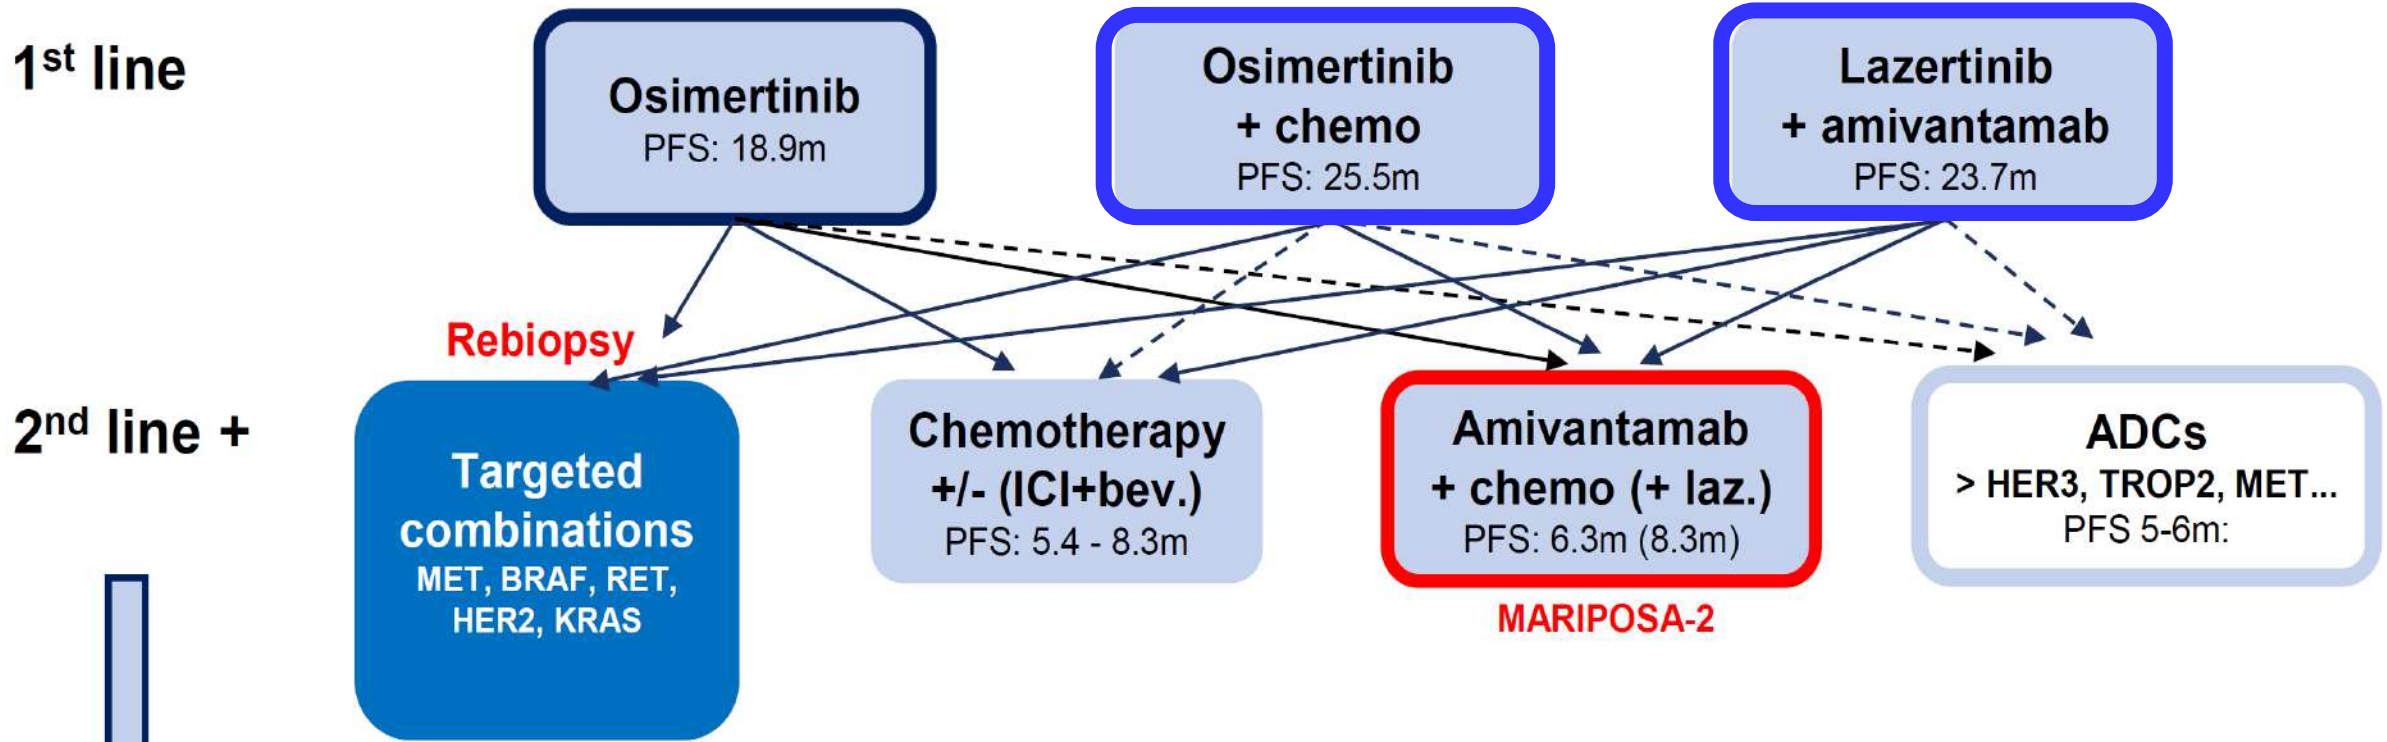 1st line
Osimertinib
PFS: 18.9m
Osimertinib
+ chemo
PFS: 25.5m
Lazertinib
+ amivantamab
PFS: 23.7m
Rebiopsy
2nd line +
Targeted
combinations
MET, BRAF, RET,
HER2, KRAS
Chemotherapy
+/- (ICI+bev.)
PFS: 5.4 - 8.3m
Amivantamab
+ chemo (+ laz.)
PFS: 6.3m (8.3m)
MARIPOSA-2
ADCs
> HER3, TROP2, MET...
PFS 5-6m: